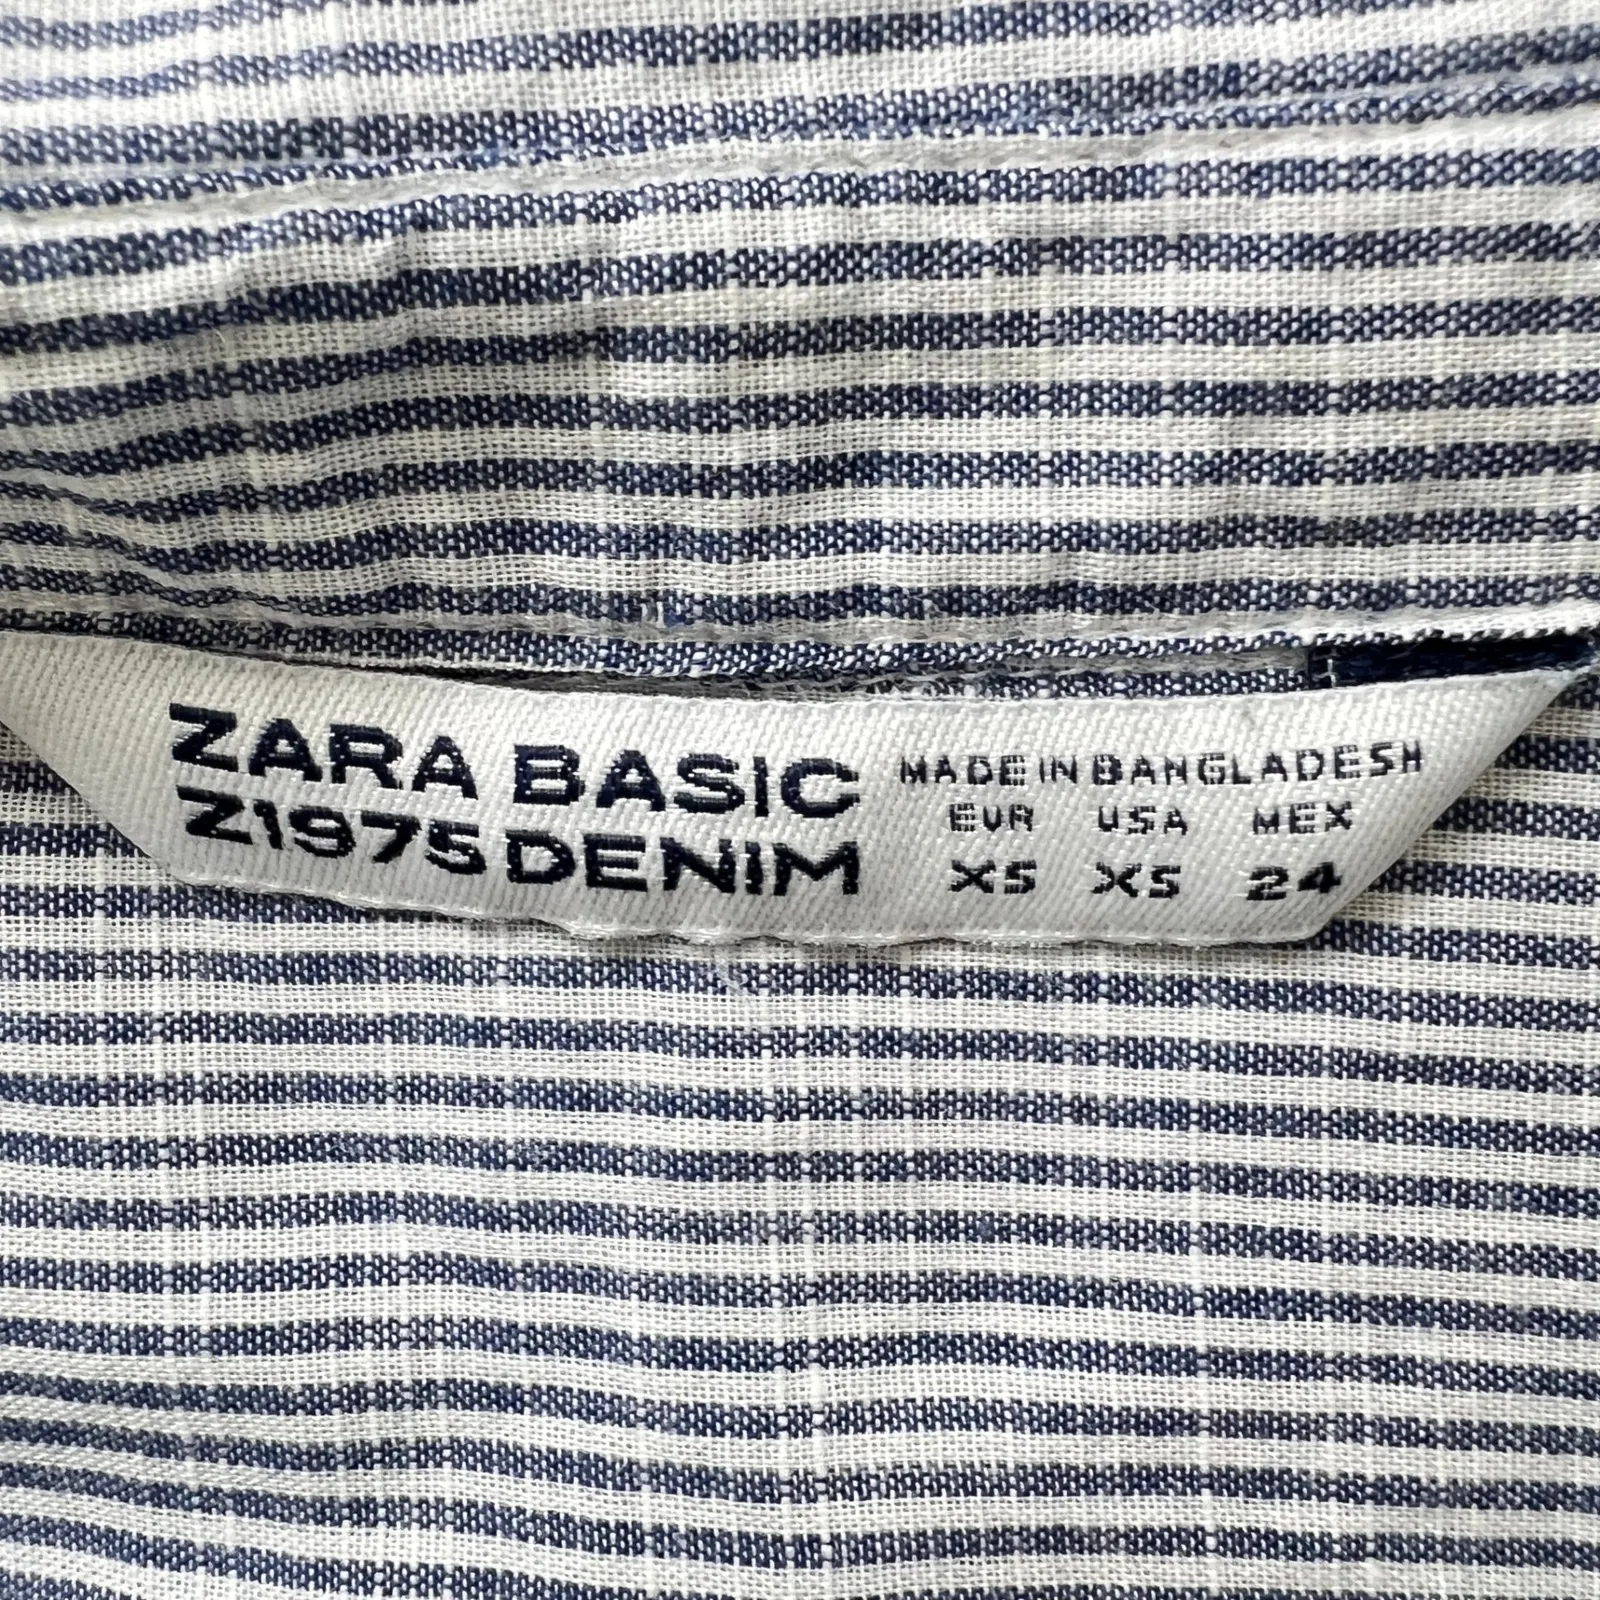 ZARA BASIC
Z1975 DENIM
MADE IN BANGLADESH
EUR USA MEX
XS XS 24